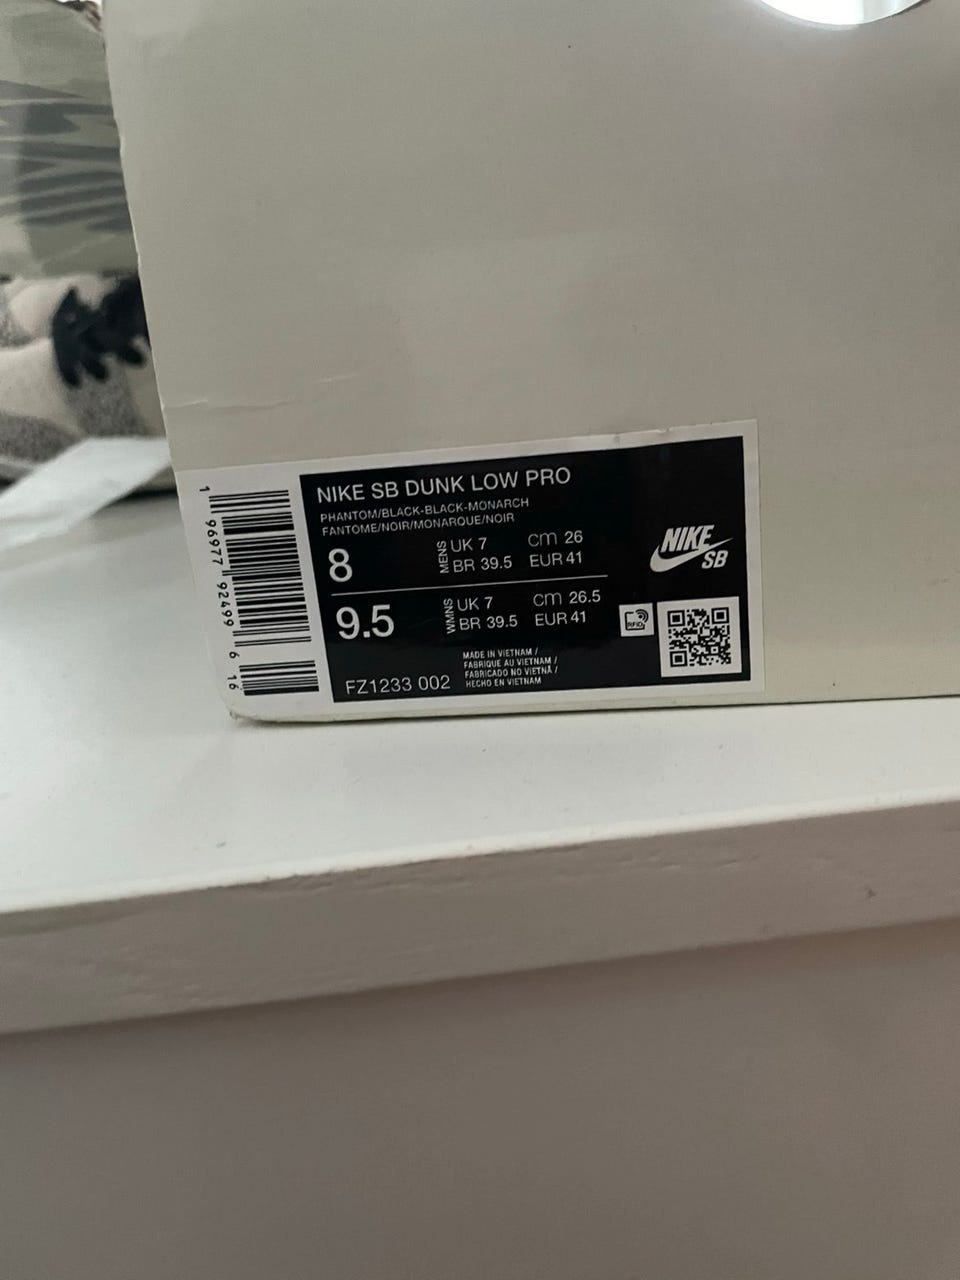 NIKE SB DUNK LOW PRO
PHANTOM/BLACK-BLACK-MONARCH
FANTOME/NOIR/MONARQUE/NOIR
8 MENS UK 7 cm 26
BR 39.5 EUR 41
9.5 WMNS UK 7 cm 26.5
BR 39.5 EUR 41
MADE IN VIETNAM /
FABRIQUE AU VIETNAM /
FABRICADO NO VIETNÃ /
HECHO EN VIETNAM
FZ1233 002
NIKE
SB
RFID
1 96977 92499 6 16